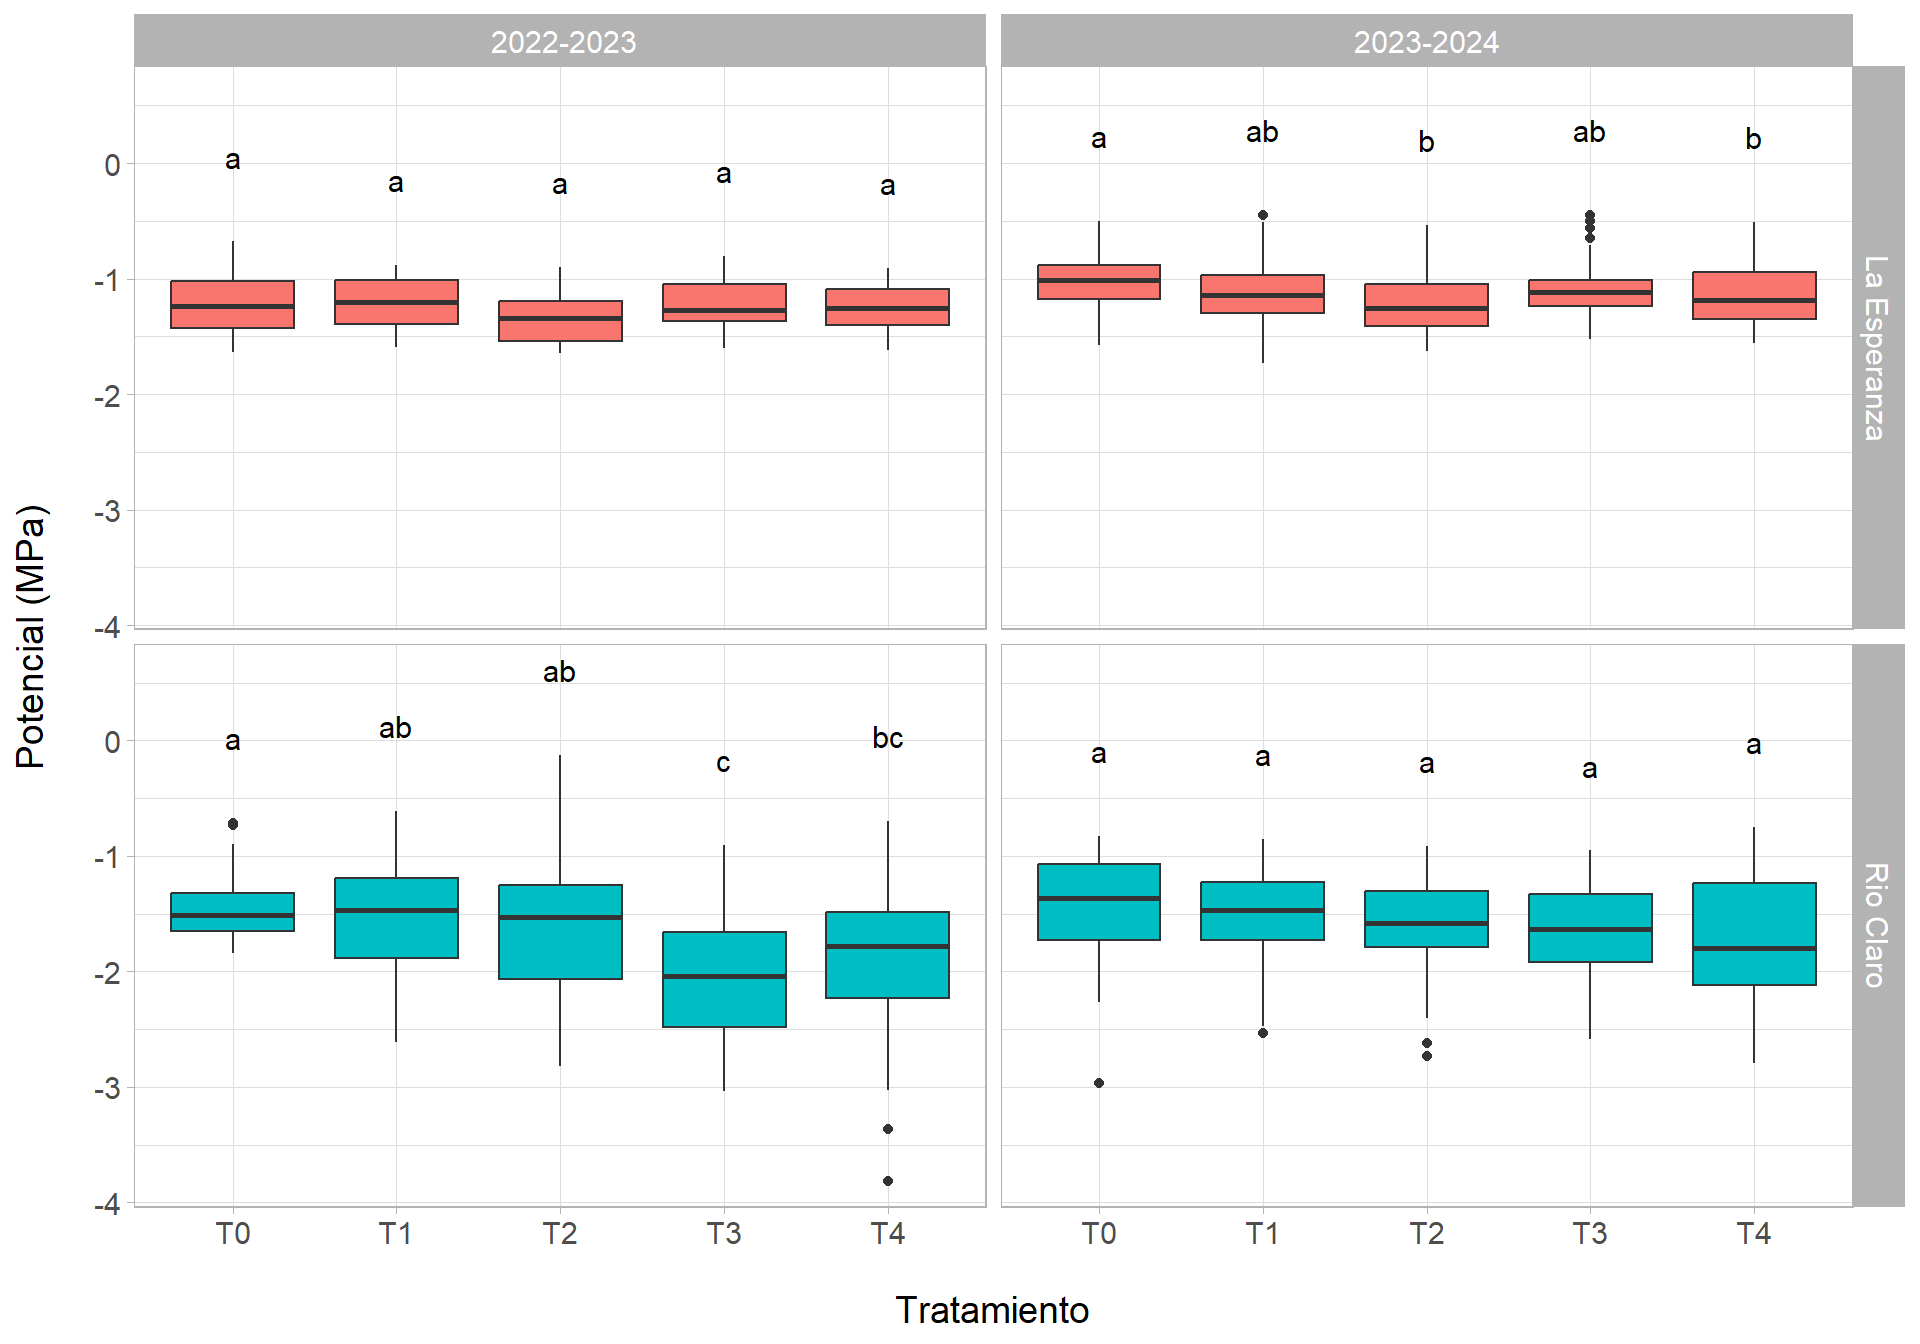 2022-2023 2023-2024
a a a a a
a ab b ab b
0
-1
-2
-3
-4
La Esperanza
Potencial (MPa)
a ab ab c bc
a a a a a
0
-1
-2
-3
-4
Rio Claro
T0 T1 T2 T3 T4 T0 T1 T2 T3 T4
Tratamiento